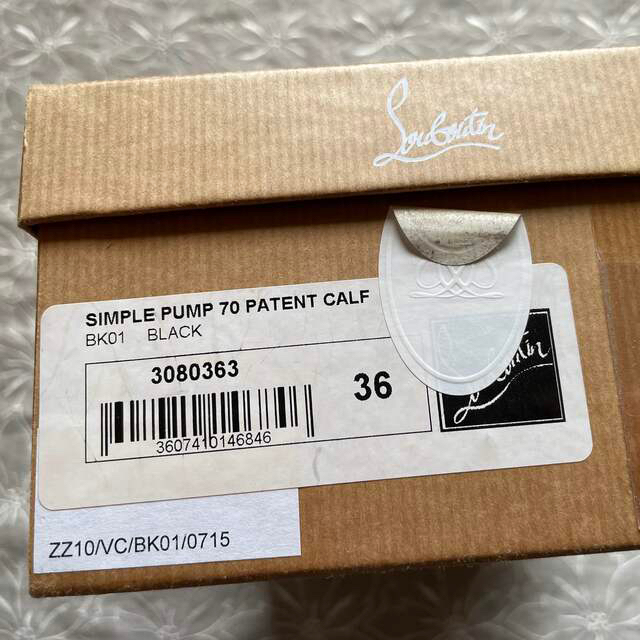 Louboutin
SIMPLE PUMP 70 PATENT CALF
BK01 BLACK
3080363
36
3607410146846
ZZ10/VC/BK01/0715